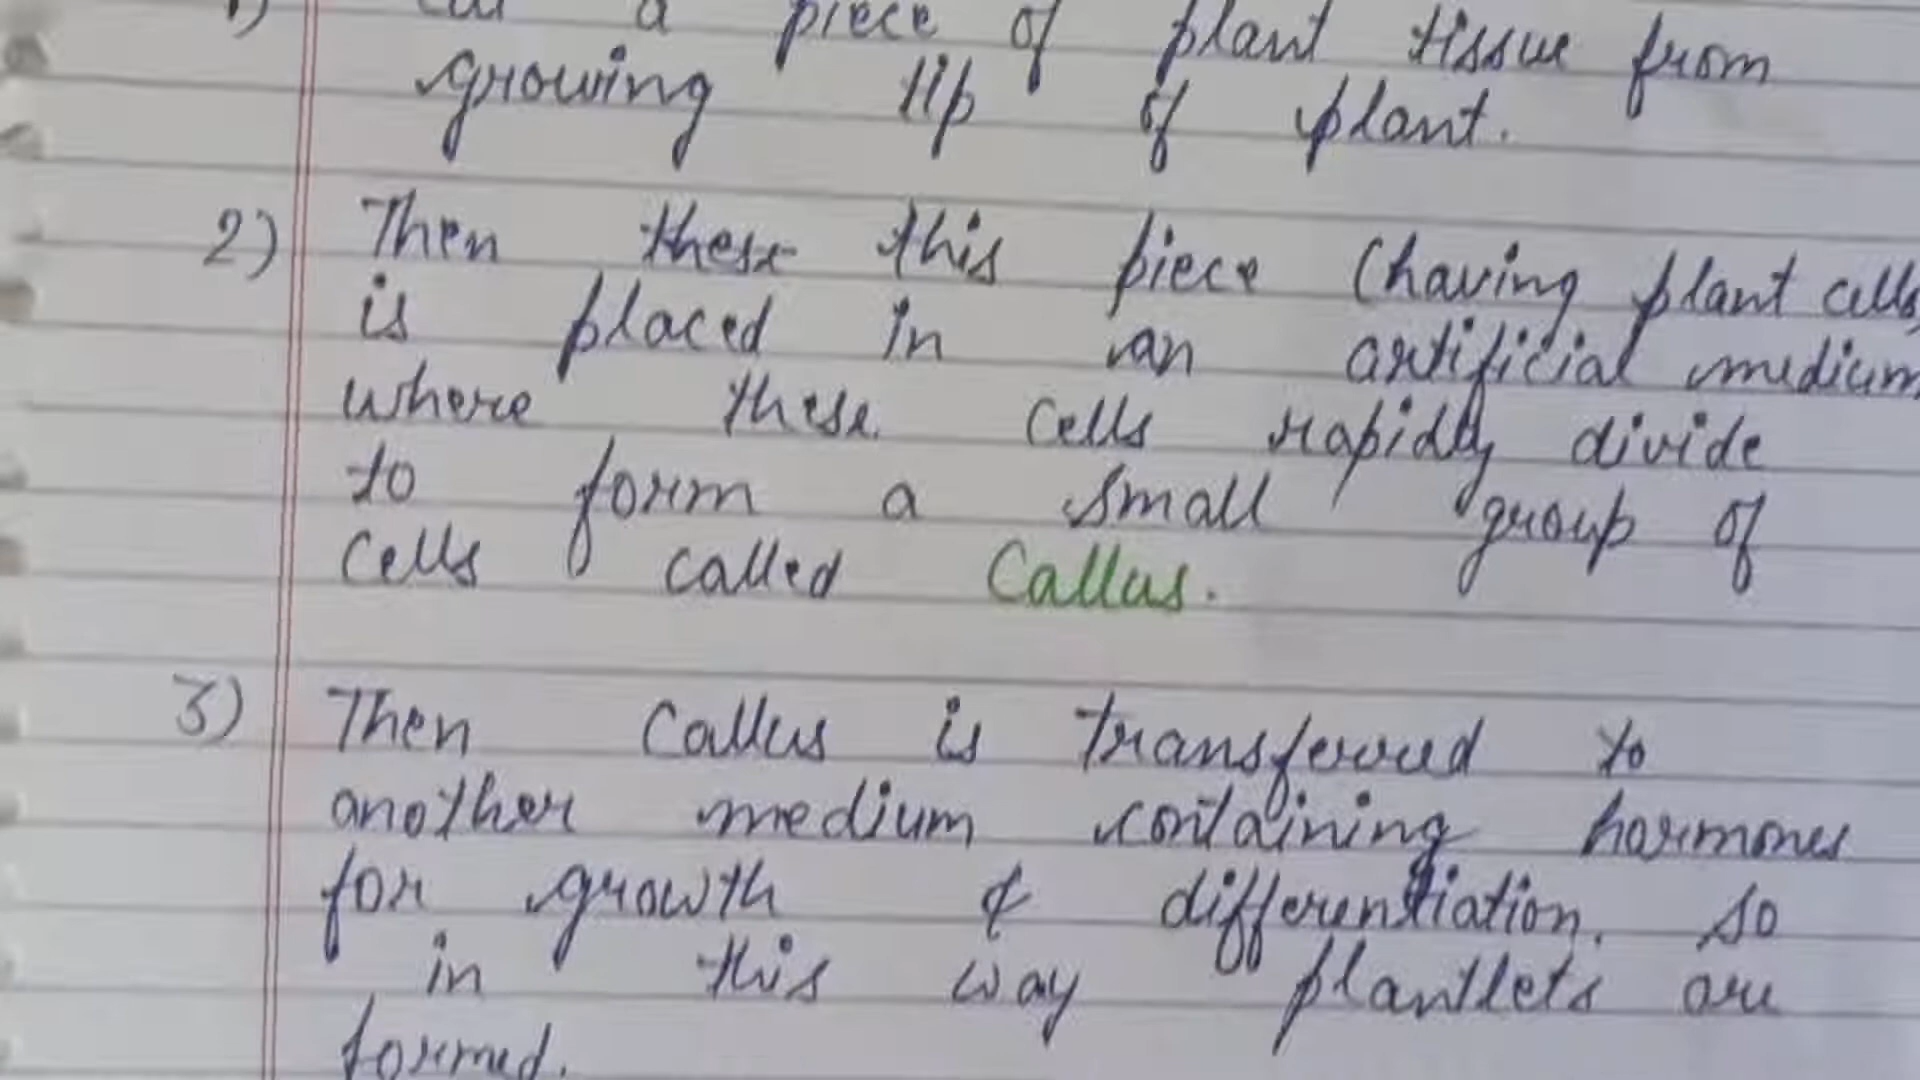 1) Cut a piece of plant tissue from
growing tip of plant.
2) Then these this piece (having plant cells)
is placed in an artificial medium,
where these cells rapidly divide
to form a small group of
cells called Callus.
3) Then Callus is transferred to
another medium containing hormones
for growth & differentiation. so
in this way plantlets are
formed.